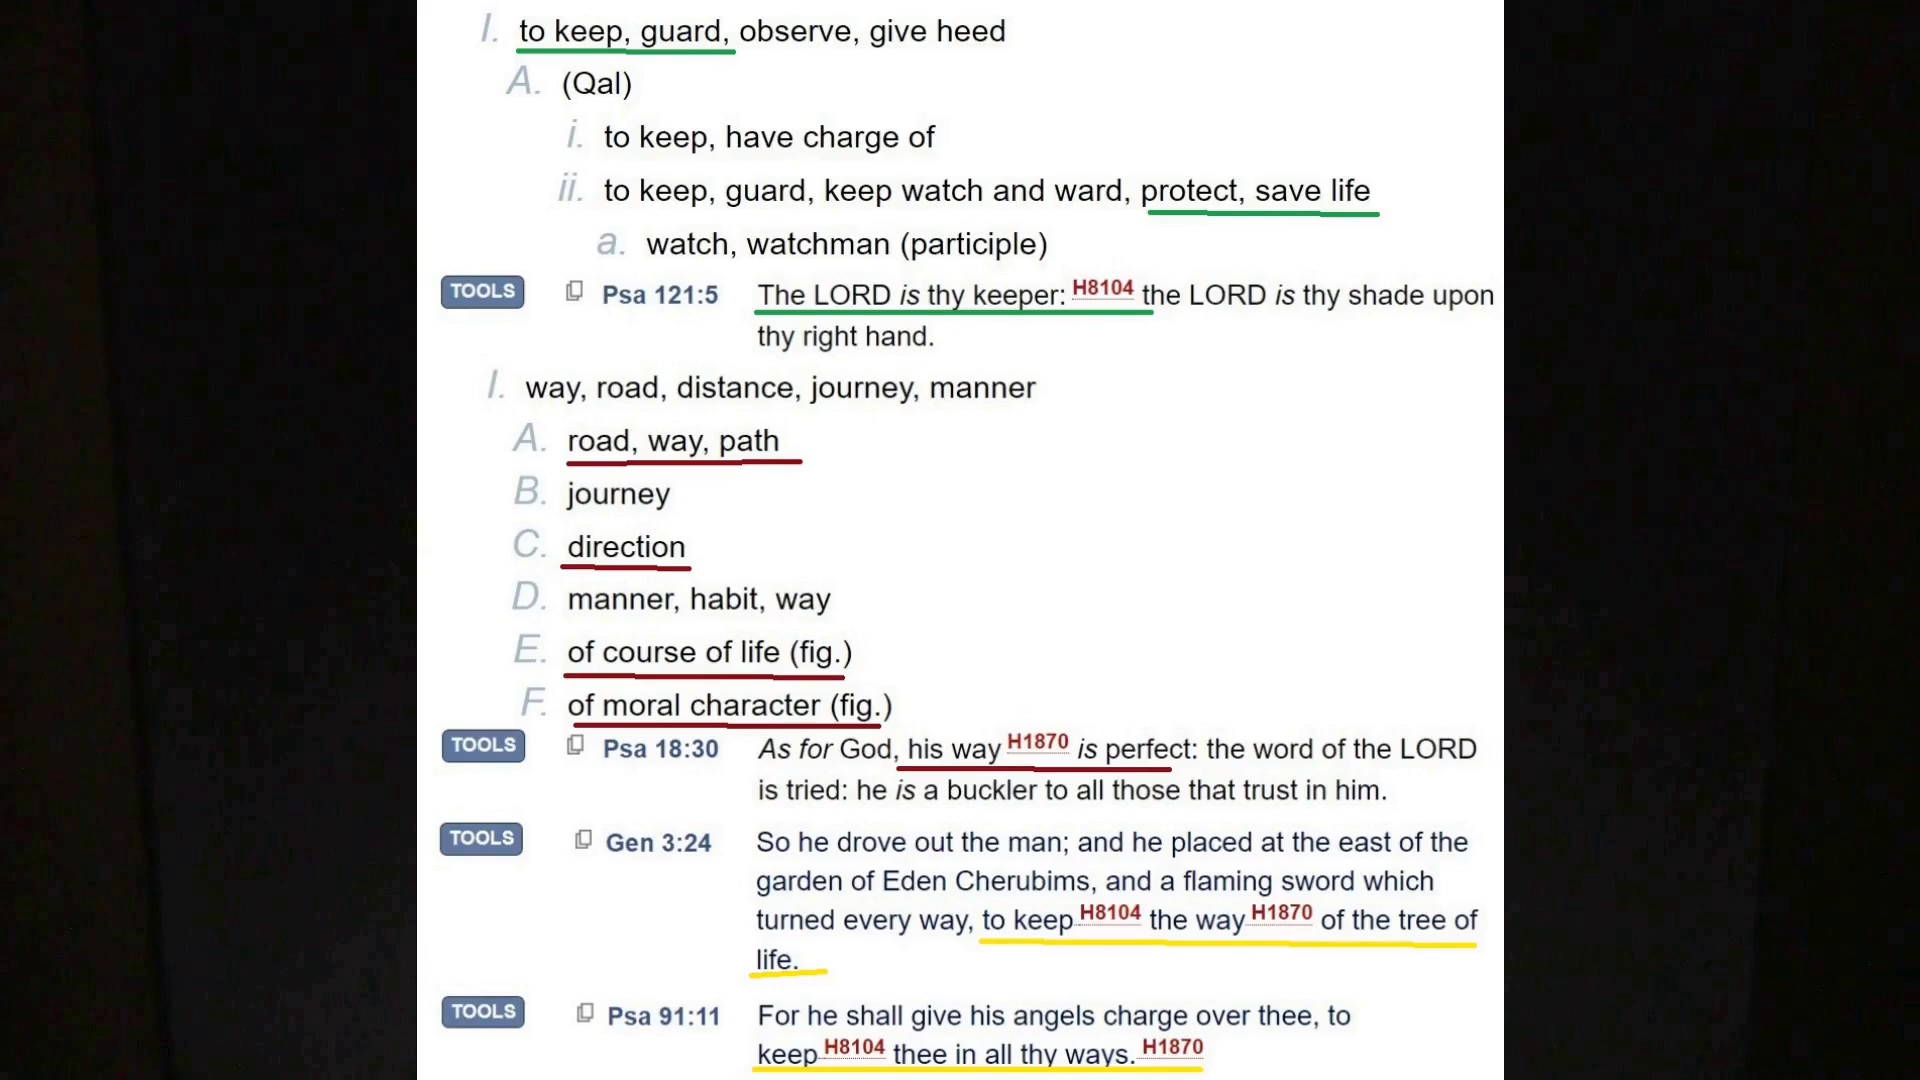 I. to keep, guard, observe, give heed
A. (Qal)
i. to keep, have charge of
ii. to keep, guard, keep watch and ward, protect, save life
a. watch, watchman (participle)
TOOLS Psa 121:5 The LORD is thy keeper: H8104 the LORD is thy shade upon
thy right hand.
I. way, road, distance, journey, manner
A. road, way, path
B. journey
C. direction
D. manner, habit, way
E. of course of life (fig.)
F. of moral character (fig.)
TOOLS Psa 18:30 As for God, his way H1870 is perfect: the word of the LORD
is tried: he is a buckler to all those that trust in him.
TOOLS Gen 3:24 So he drove out the man; and he placed at the east of the
garden of Eden Cherubims, and a flaming sword which
turned every way, to keep H8104 the way H1870 of the tree of
life.
TOOLS Psa 91:11 For he shall give his angels charge over thee, to
keep H8104 thee in all thy ways. H1870